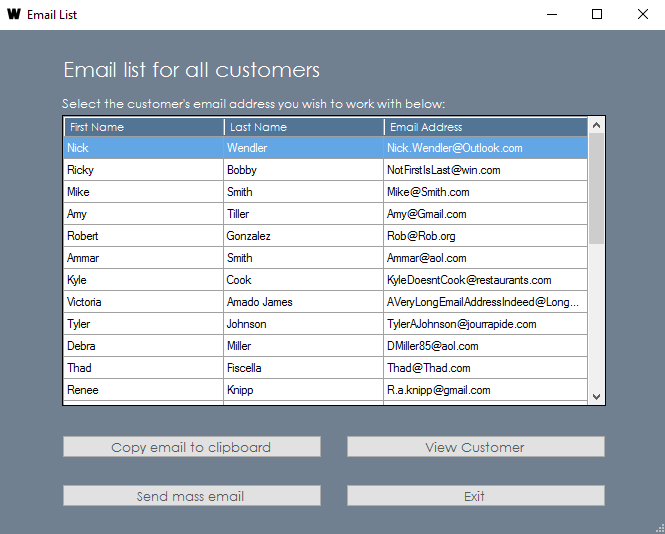 W Email List
Email list for all customers
Select the customer's email address you wish to work with below:
First Name Last Name Email Address
Nick Wendler Nick.Wendler@Outlook.com
Ricky Bobby NotFirstIsLast@win.com
Mike Smith Mike@Smith.com
Amy Tiller Amy@Gmail.com
Robert Gonzalez Rob@Rob.org
Ammar Smith Ammar@aol.com
Kyle Cook KyleDoesntCook@restaurants.com
Victoria Amado James AVeryLongEmailAddressIndeed@Long...
Tyler Johnson TylerAJohnson@jourrapide.com
Debra Miller DMiller85@aol.com
Thad Fiscella Thad@Thad.com
Renee Knipp R.a.knipp@gmail.com
Copy email to clipboard View Customer
Send mass email Exit